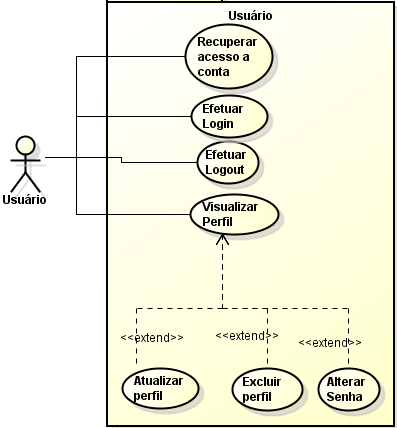 Usuário
Recuperar
acesso a
conta
Efetuar
Login
Efetuar
Logout
Usuário
Visualizar
Perfil
<<extend>>
<<extend>>
<<extend>>
Atualizar
perfil
Excluir
perfil
Alterar
Senha